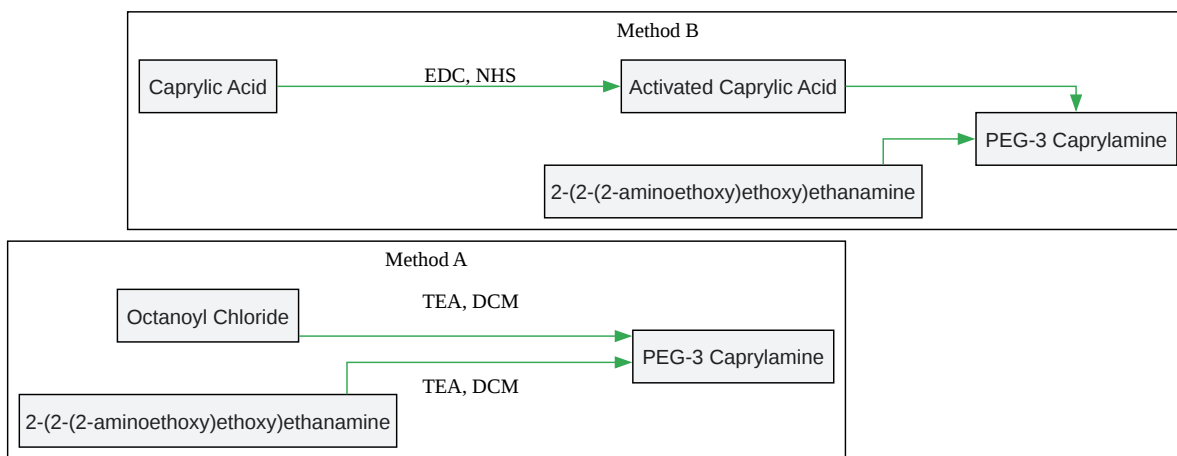 Method B
Caprylic Acid
EDC, NHS
Activated Caprylic Acid
PEG-3 Caprylamine
2-(2-(2-aminoethoxy)ethoxy)ethanamine
Method A
Octanoyl Chloride
TEA, DCM
PEG-3 Caprylamine
TEA, DCM
2-(2-(2-aminoethoxy)ethoxy)ethanamine